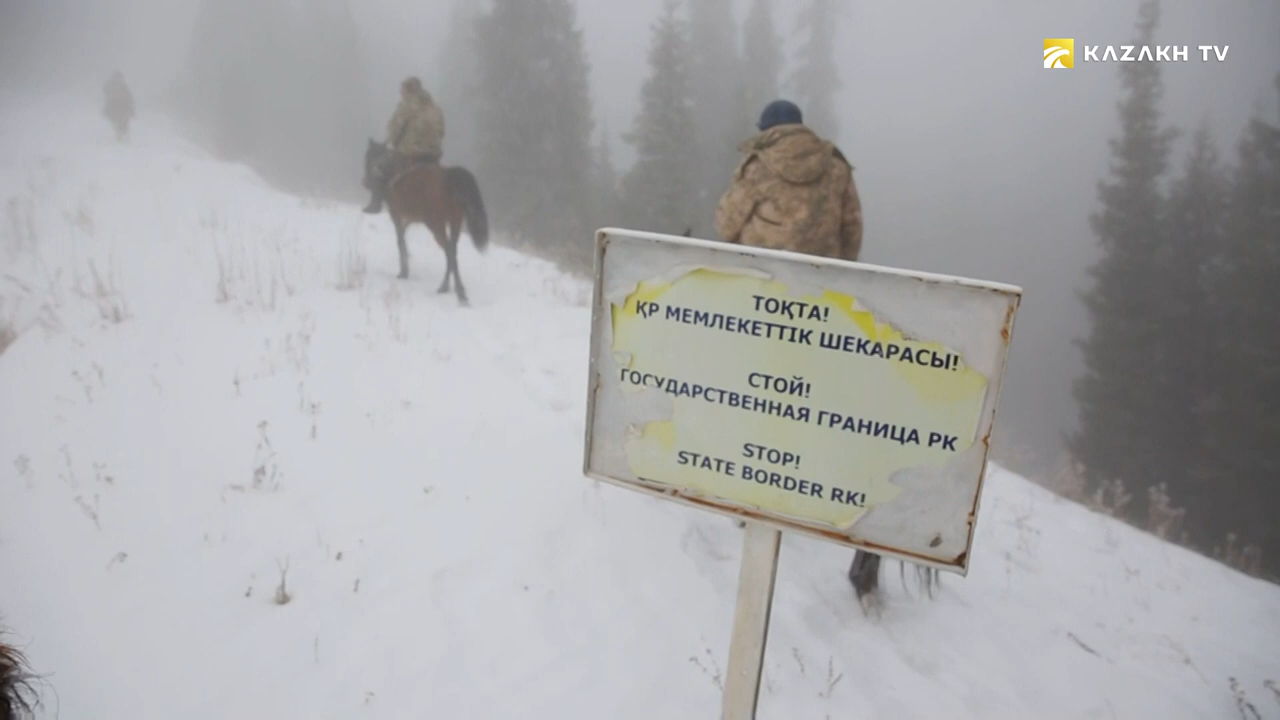 KAZAKH TV
ТОҚТА!
ҚР МЕМЛЕКЕТТІК ШЕКАРАСЫ!
СТОЙ!
ГОСУДАРСТВЕННАЯ ГРАНИЦА РК
STOP!
STATE BORDER RK!